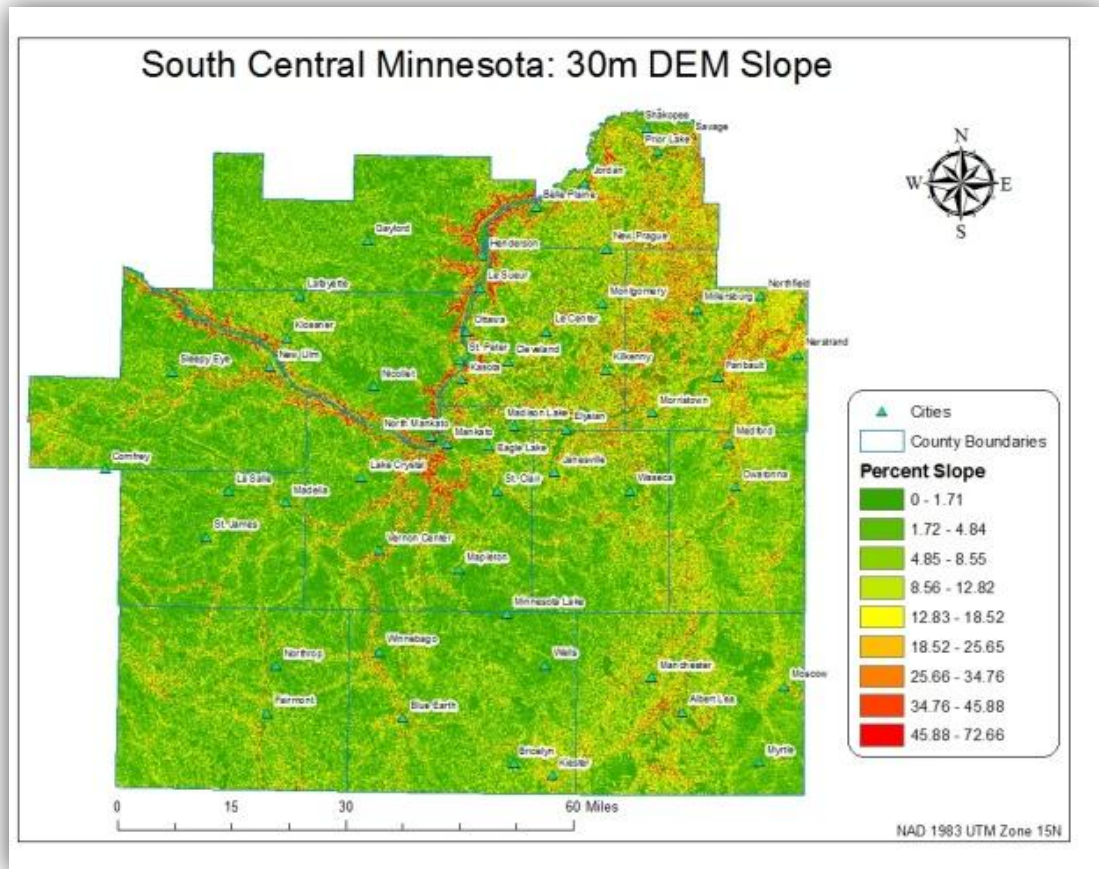 South Central Minnesota: 30m DEM Slope
Shakopee
Savage
Prior Lake
N
W E
S
Jordan
Belle Plaine
Gaylord
Henderson
New Prague
Le Sueur
Lafayette
Montgomery
Millersburg
Northfield
Klossner
Ottawa
Le Center
Nerstrand
New Ulm
Sleepy Eye
St. Peter
Cleveland
Kasota
Kilkenny
Faribault
Nicollet
Morristown
Madison Lake
Elysian
North Mankato
Mankato
Medford
Eagle Lake
Comfrey
Lake Crystal
Janesville
La Salle
Madelia
St. Clair
Waseca
Owatonna
St. James
Vernon Center
Mapleton
Minnesota Lake
Winnebago
Northrop
Wells
Manchester
Moscow
Fairmont
Blue Earth
Albert Lea
Bricelyn
Kiester
Myrtle
Cities
County Boundaries
Percent Slope
0 - 1.71
1.72 - 4.84
4.85 - 8.55
8.56 - 12.82
12.83 - 18.52
18.52 - 25.65
25.66 - 34.76
34.76 - 45.88
45.88 - 72.66
0 15 30 60 Miles
NAD 1983 UTM Zone 15N